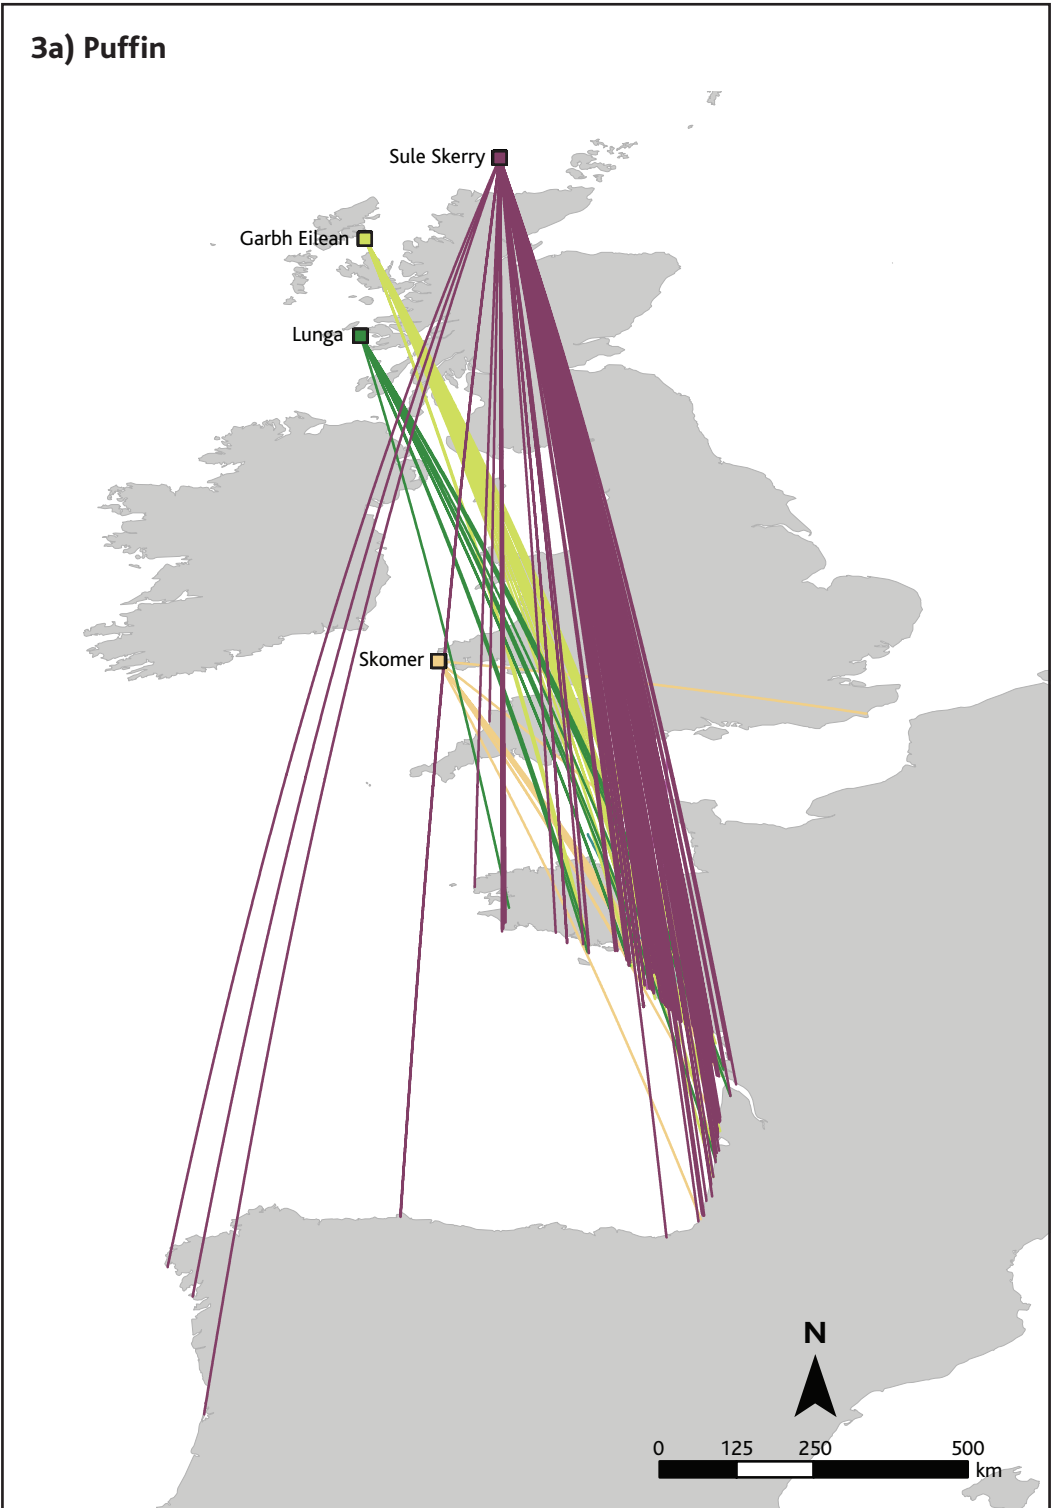 3a) Puffin
Sule Skerry
Garbh Eilean
Lunga
Skomer
N
0 125 250 500
km